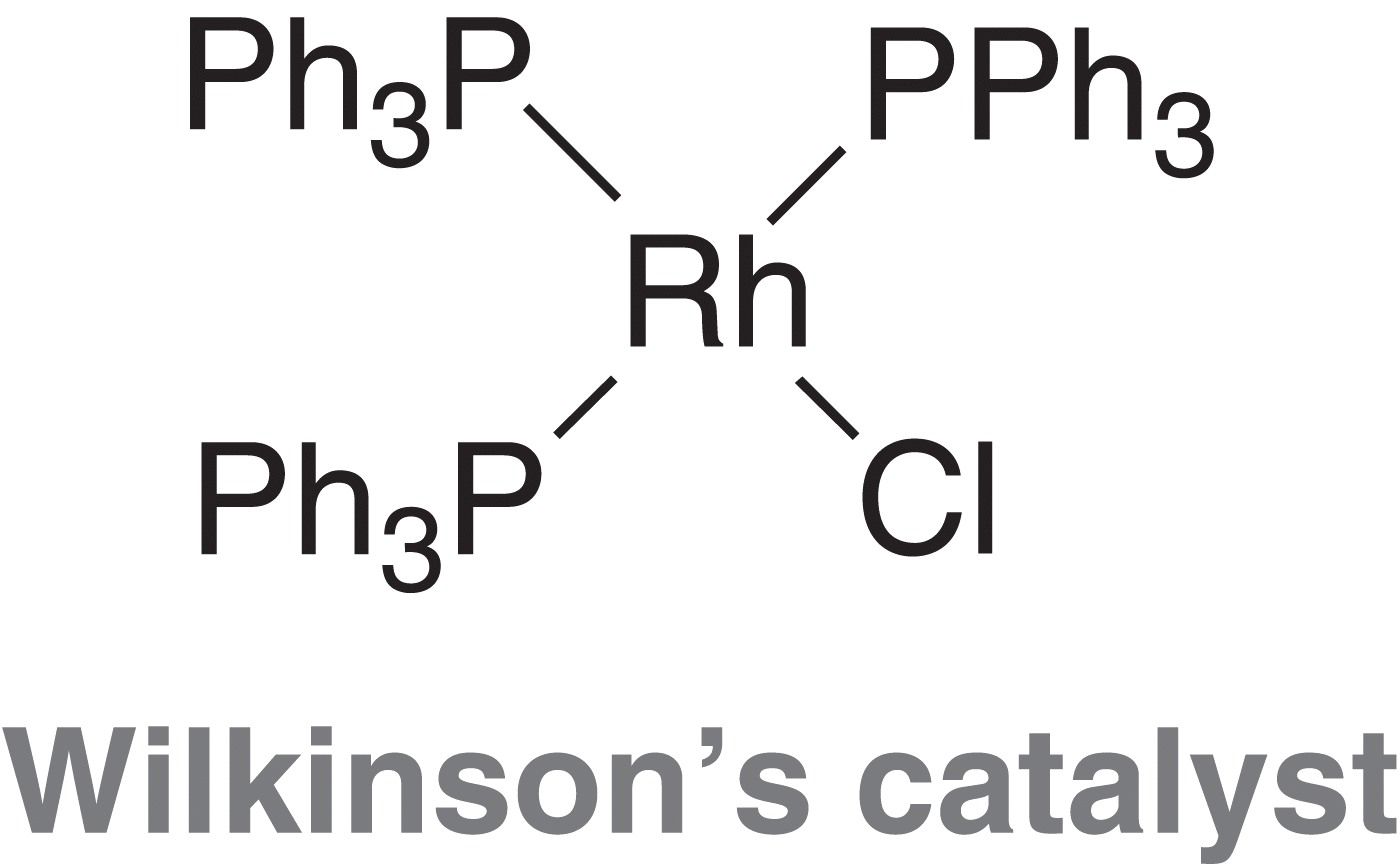 Ph3P PPh3
Rh
Ph3P Cl
Wilkinson’s catalyst